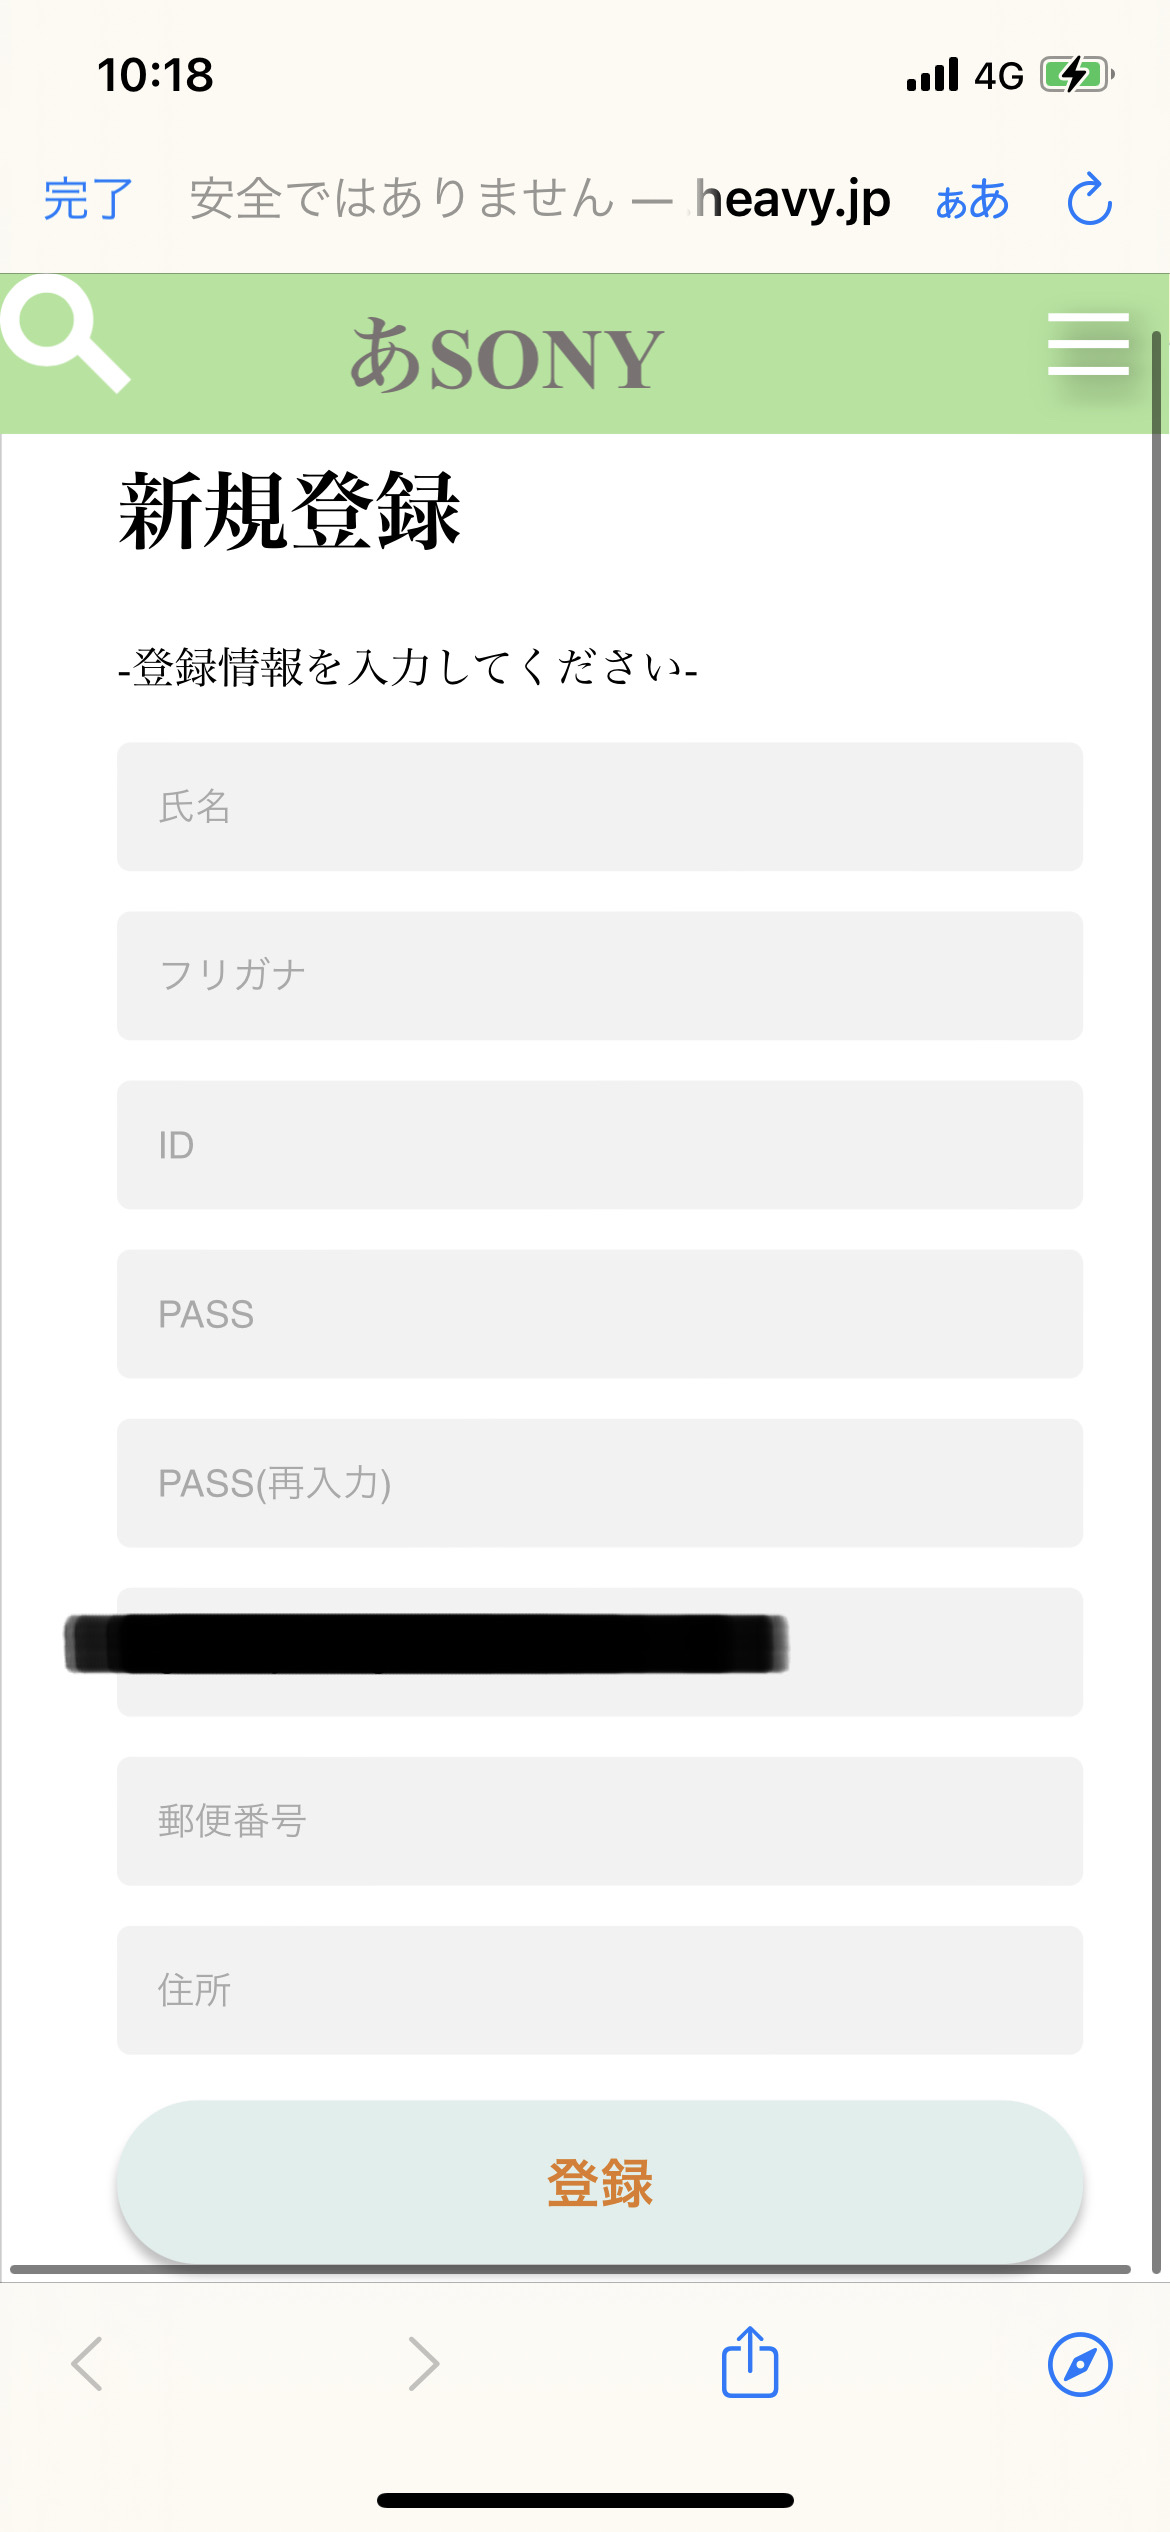 10:18
4G
完了 安全ではありません — heavy.jp ぁあ
あSONY
新規登録
-登録情報を入力してください-
氏名
フリガナ
ID
PASS
PASS(再入力)
郵便番号
住所
登録